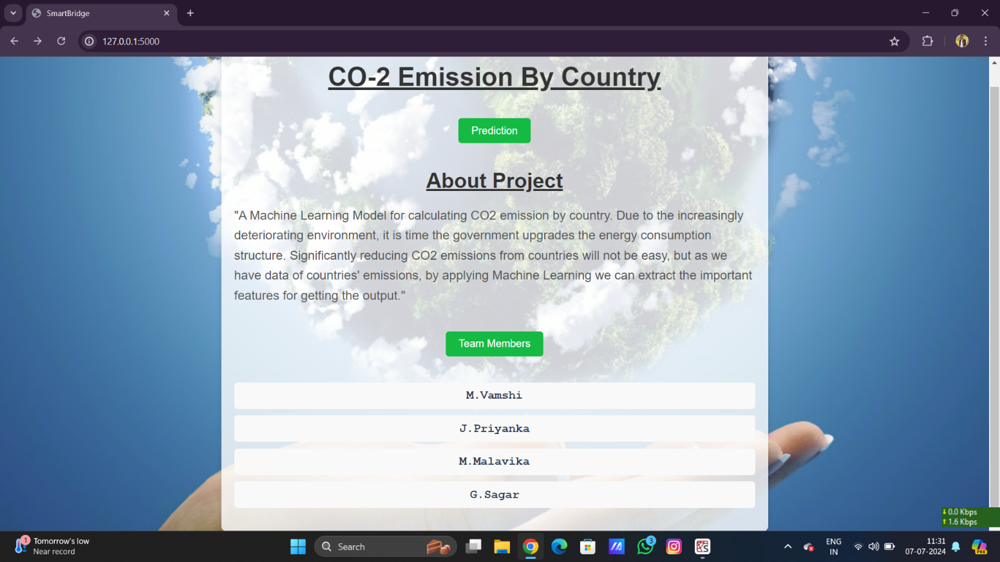 SmartBridge
127.0.0.1:5000
CO-2 Emission By Country
Prediction
About Project
"A Machine Learning Model for calculating CO2 emission by country. Due to the increasingly
deteriorating environment, it is time the government upgrades the energy consumption
structure. Significantly reducing CO2 emissions from countries will not be easy, but as we
have data of countries' emissions, by applying Machine Learning we can extract the important
features for getting the output."
Team Members
M.Vamshi
J.Priyanka
M.Malavika
G.Sagar
0.0 Kbps
1.6 Kbps
1
Tomorrow's low
Near record
Search
3
ENG
IN
11:31
07-07-2024
PRE